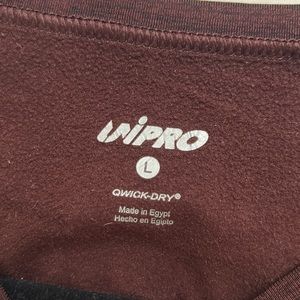 UNIPRO
L
QWICK-DRY®
Made in Egypt
Hecho en Egipto